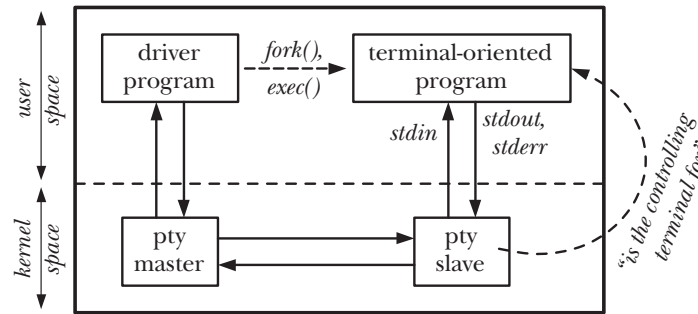 user
space
kernel
space
driver
program
fork(),
exec()
terminal-oriented
program
stdin
stdout,
stderr
pty
master
pty
slave
“is the controlling
terminal for”